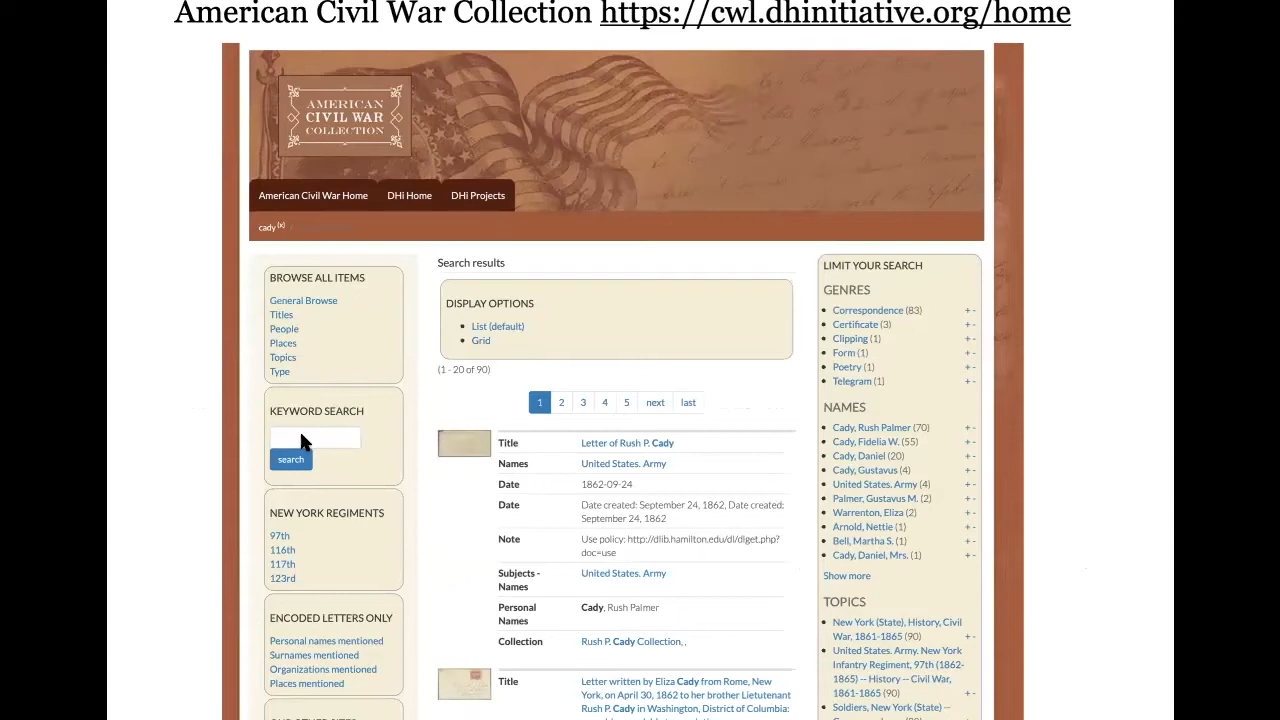 American Civil War Collection https://cwl.dhinitiative.org/home
AMERICAN
CIVIL WAR
COLLECTION
American Civil War Home DHi Home DHi Projects
cady (x)
BROWSE ALL ITEMS
General Browse
Titles
People
Places
Topics
Type
KEYWORD SEARCH
search
NEW YORK REGIMENTS
97th
116th
117th
123rd
ENCODED LETTERS ONLY
Personal names mentioned
Surnames mentioned
Organizations mentioned
Places mentioned
Search results
DISPLAY OPTIONS
List (default)
Grid
(1 - 20 of 90)
1 2 3 4 5 next last
Title Letter of Rush P. Cady
Names United States. Army
Date 1862-09-24
Date Date created: September 24, 1862, Date created:
September 24, 1862
Note Use policy: http://dlib.hamilton.edu/dl/dlget.php?
doc=use
Subjects - United States. Army
Names
Personal Cady, Rush Palmer
Names
Collection Rush P. Cady Collection, ,
Title Letter written by Eliza Cady from Rome, New
York, on April 30, 1862 to her brother Lietutenant
Rush P. Cady in Washington, District of Columbia:
LIMIT YOUR SEARCH
GENRES
Correspondence (83) + -
Certificate (3) + -
Clipping (1) + -
Form (1) + -
Poetry (1) + -
Telegram (1) + -
NAMES
Cady, Rush Palmer (70) + -
Cady, Fidelia W. (55) + -
Cady, Daniel (20) + -
Cady, Gustavus (4) + -
United States. Army (4) + -
Palmer, Gustavus M. (2) + -
Warrenton, Eliza (2) + -
Arnold, Nettie (1) + -
Bell, Martha S. (1) + -
Cady, Daniel, Mrs. (1) + -
Show more
TOPICS
New York (State), History, Civil
War, 1861-1865 (90) + -
United States. Army. New York
Infantry Regiment, 97th (1862-
1865) -- History -- Civil War,
1861-1865 (90) + -
Soldiers, New York (State) --